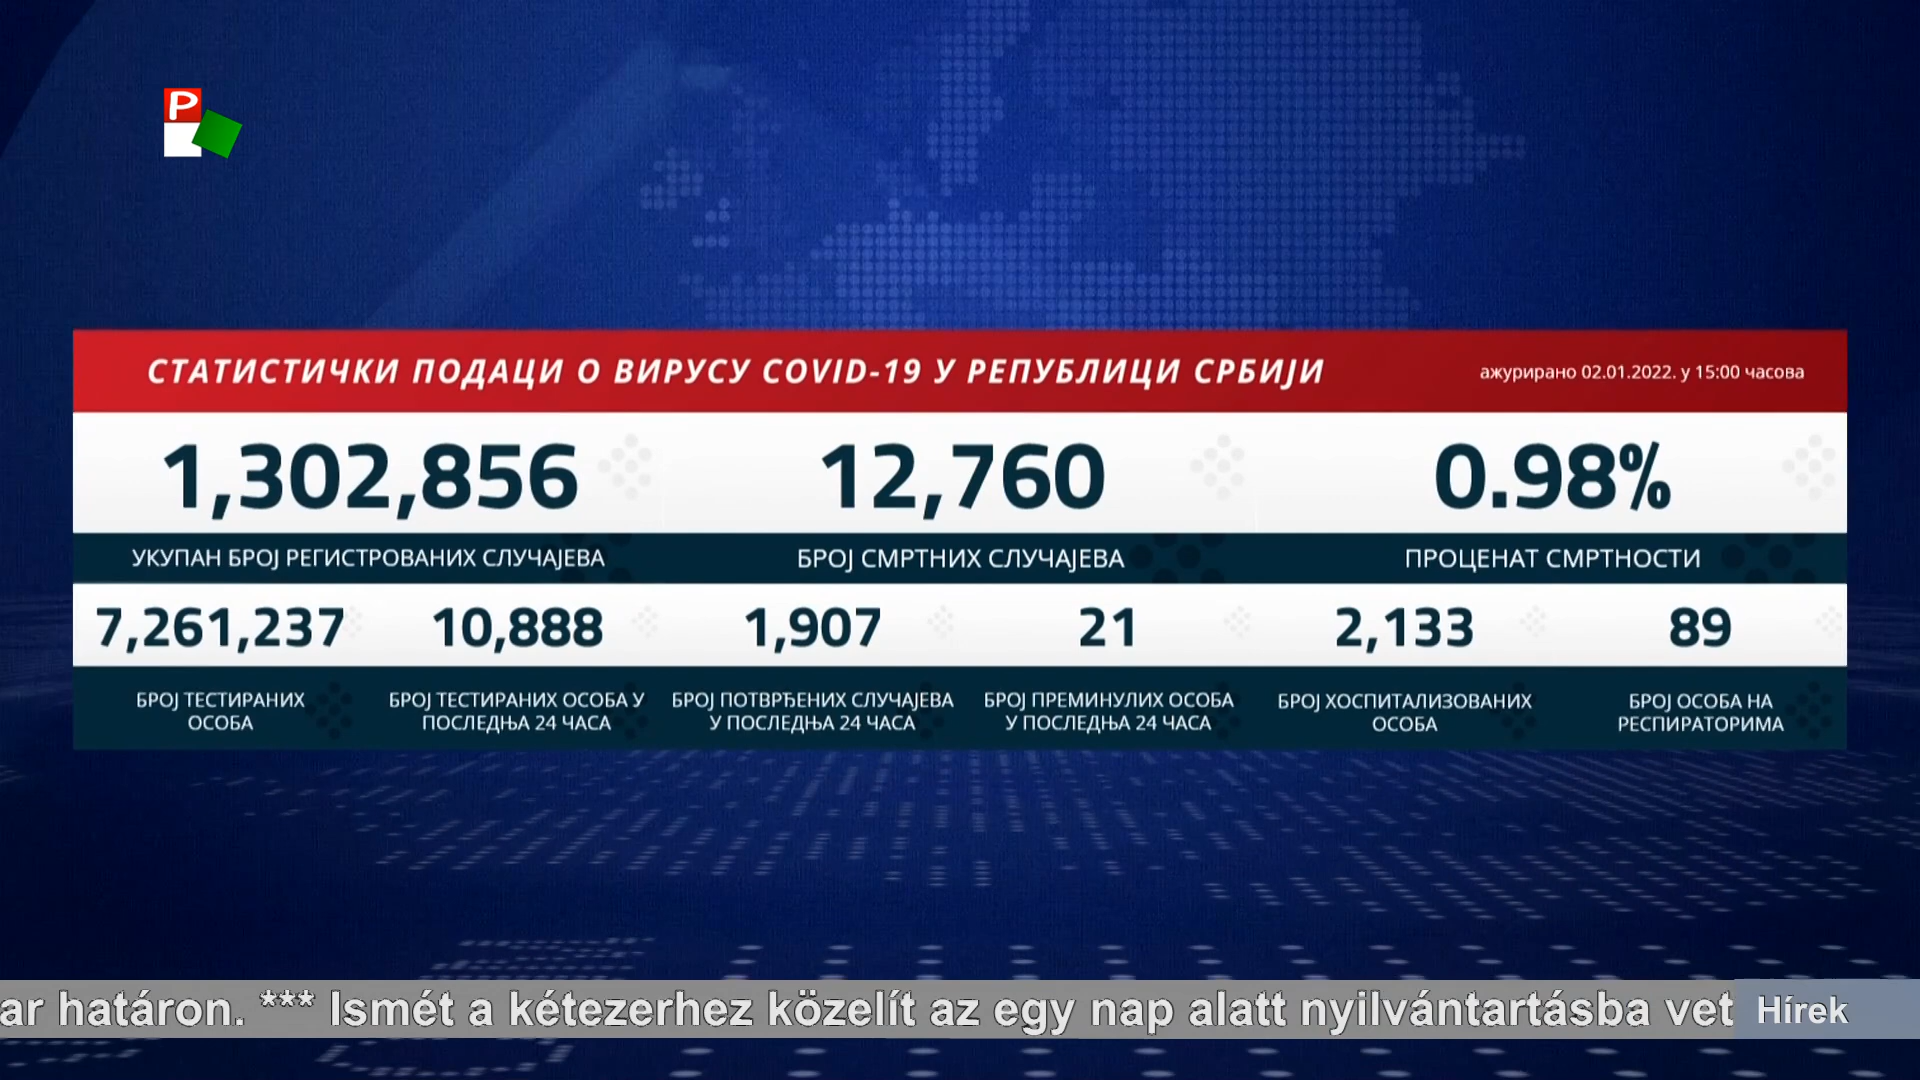 P
СТАТИСТИЧКИ ПОДАЦИ О ВИРУСУ COVID-19 У РЕПУБЛИЦИ СРБИЈИ
ажурирано 02.01.2022. у 15:00 часова
1,302,856 12,760 0.98%
УКУПАН БРОЈ РЕГИСТРОВАНИХ СЛУЧАЈЕВА БРОЈ СМРТНИХ СЛУЧАЈЕВА ПРОЦЕНАТ СМРТНОСТИ
7,261,237 10,888 1,907 21 2,133 89
БРОЈ ТЕСТИРАНИХ
ОСОБА
БРОЈ ТЕСТИРАНИХ ОСОБА У
ПОСЛЕДЊА 24 ЧАСА
БРОЈ ПОТВРЂЕНИХ СЛУЧАЈЕВА
У ПОСЛЕДЊА 24 ЧАСА
БРОЈ ПРЕМИНУЛИХ ОСОБА
У ПОСЛЕДЊА 24 ЧАСА
БРОЈ ХОСПИТАЛИЗОВАНИХ
ОСОБА
БРОЈ ОСОБА НА
РЕСПИРАТОРИМА
ar határon. *** Ismét a kétezerhez közelít az egy nap alatt nyilvántartásba vet
Hírek